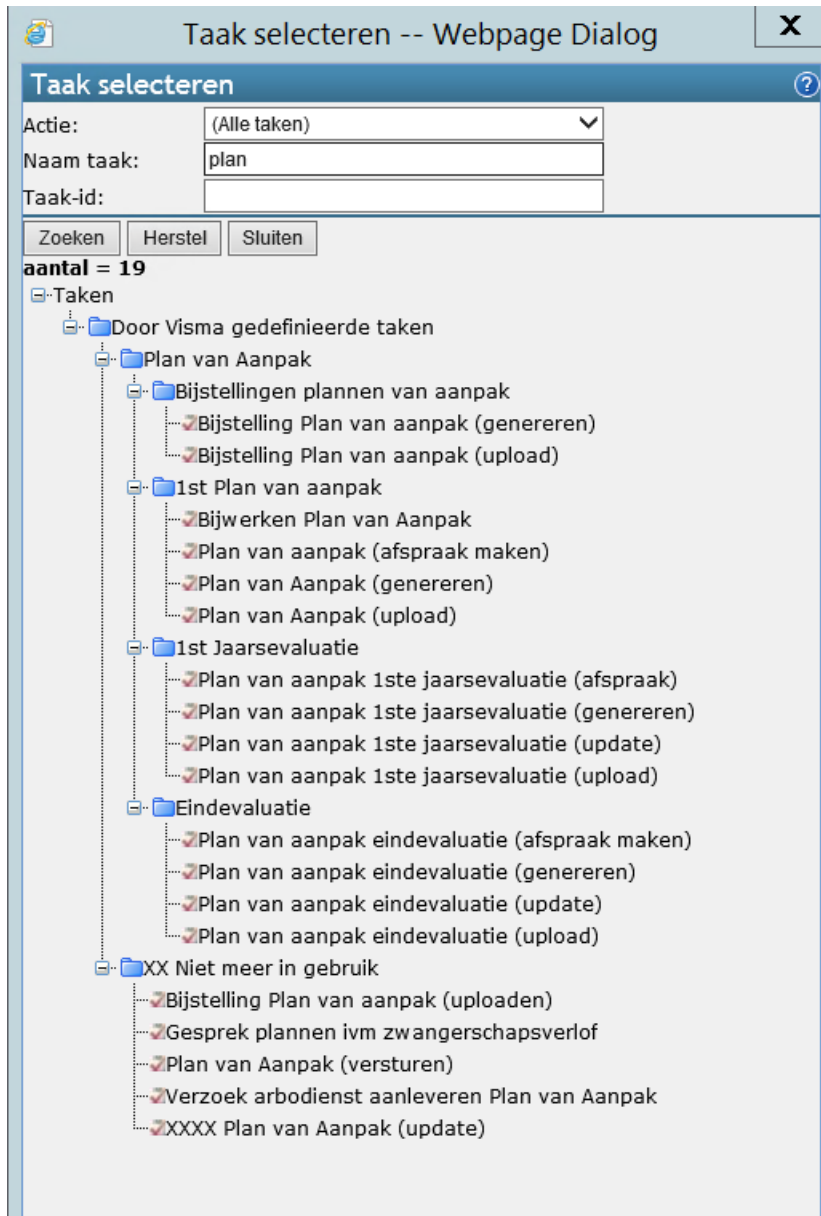 Taak selecteren -- Webpage Dialog
X
Taak selecteren
?
Actie: (Alle taken)
Naam taak: plan
Taak-id:
Zoeken Herstel Sluiten
aantal = 19
Taken
Door Visma gedefinieerde taken
Plan van Aanpak
Bijstellingen plannen van aanpak
Bijstelling Plan van aanpak (genereren)
Bijstelling Plan van aanpak (upload)
1st Plan van aanpak
Bijwerken Plan van Aanpak
Plan van aanpak (afspraak maken)
Plan van Aanpak (genereren)
Plan van Aanpak (upload)
1st Jaarsevaluatie
Plan van aanpak 1ste jaarsevaluatie (afspraak)
Plan van aanpak 1ste jaarsevaluatie (genereren)
Plan van aanpak 1ste jaarsevaluatie (update)
Plan van aanpak 1ste jaarsevaluatie (upload)
Eindevaluatie
Plan van aanpak eindevaluatie (afspraak maken)
Plan van aanpak eindevaluatie (genereren)
Plan van aanpak eindevaluatie (update)
Plan van aanpak eindevaluatie (upload)
XX Niet meer in gebruik
Bijstelling Plan van aanpak (uploaden)
Gesprek plannen ivm zwangerschapsverlof
Plan van Aanpak (versturen)
Verzoek arbodienst aanleveren Plan van Aanpak
XXXX Plan van Aanpak (update)